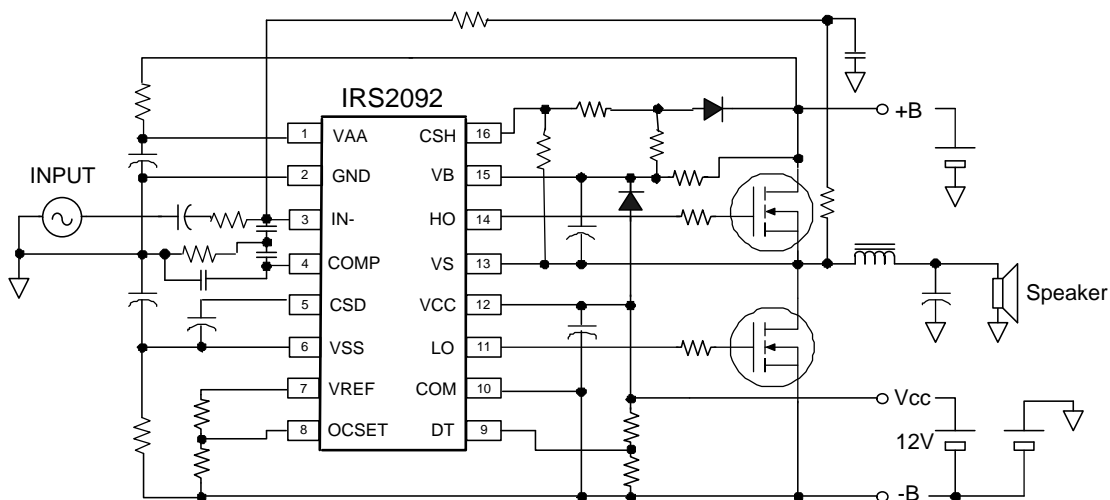 IRS2092
INPUT
1 VAA CSH 16
2 GND VB 15
3 IN- HO 14
4 COMP VS 13
5 CSD VCC 12
6 VSS LO 11
7 VREF COM 10
8 OCSET DT 9
+B
Speaker
Vcc
12V
-B